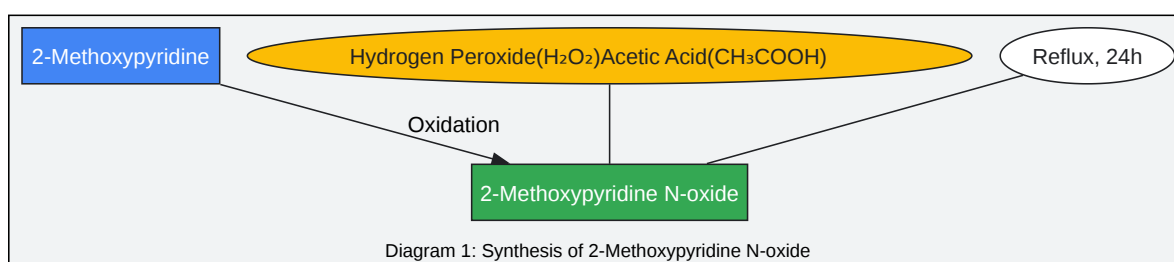 2-Methoxypyridine
Hydrogen Peroxide(H₂O₂)Acetic Acid(CH₃COOH)
Reflux, 24h
Oxidation
2-Methoxypyridine N-oxide
Diagram 1: Synthesis of 2-Methoxypyridine N-oxide